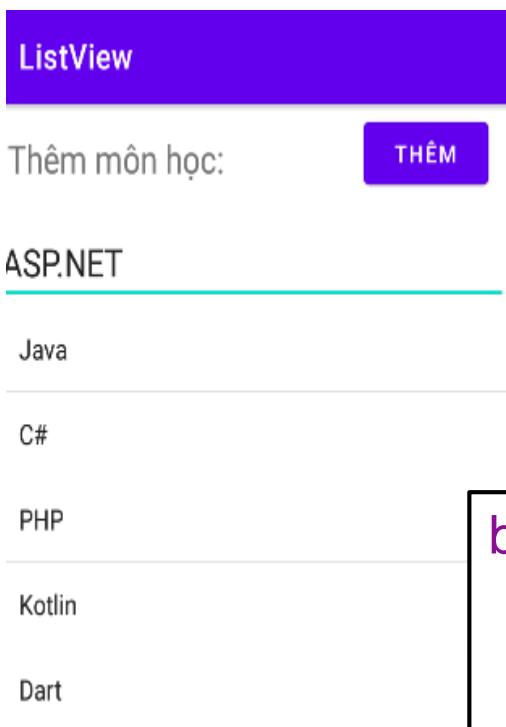 ListView
Thêm môn học:
THÊM
ASP.NET
Java
C#
PHP
Kotlin
Dart